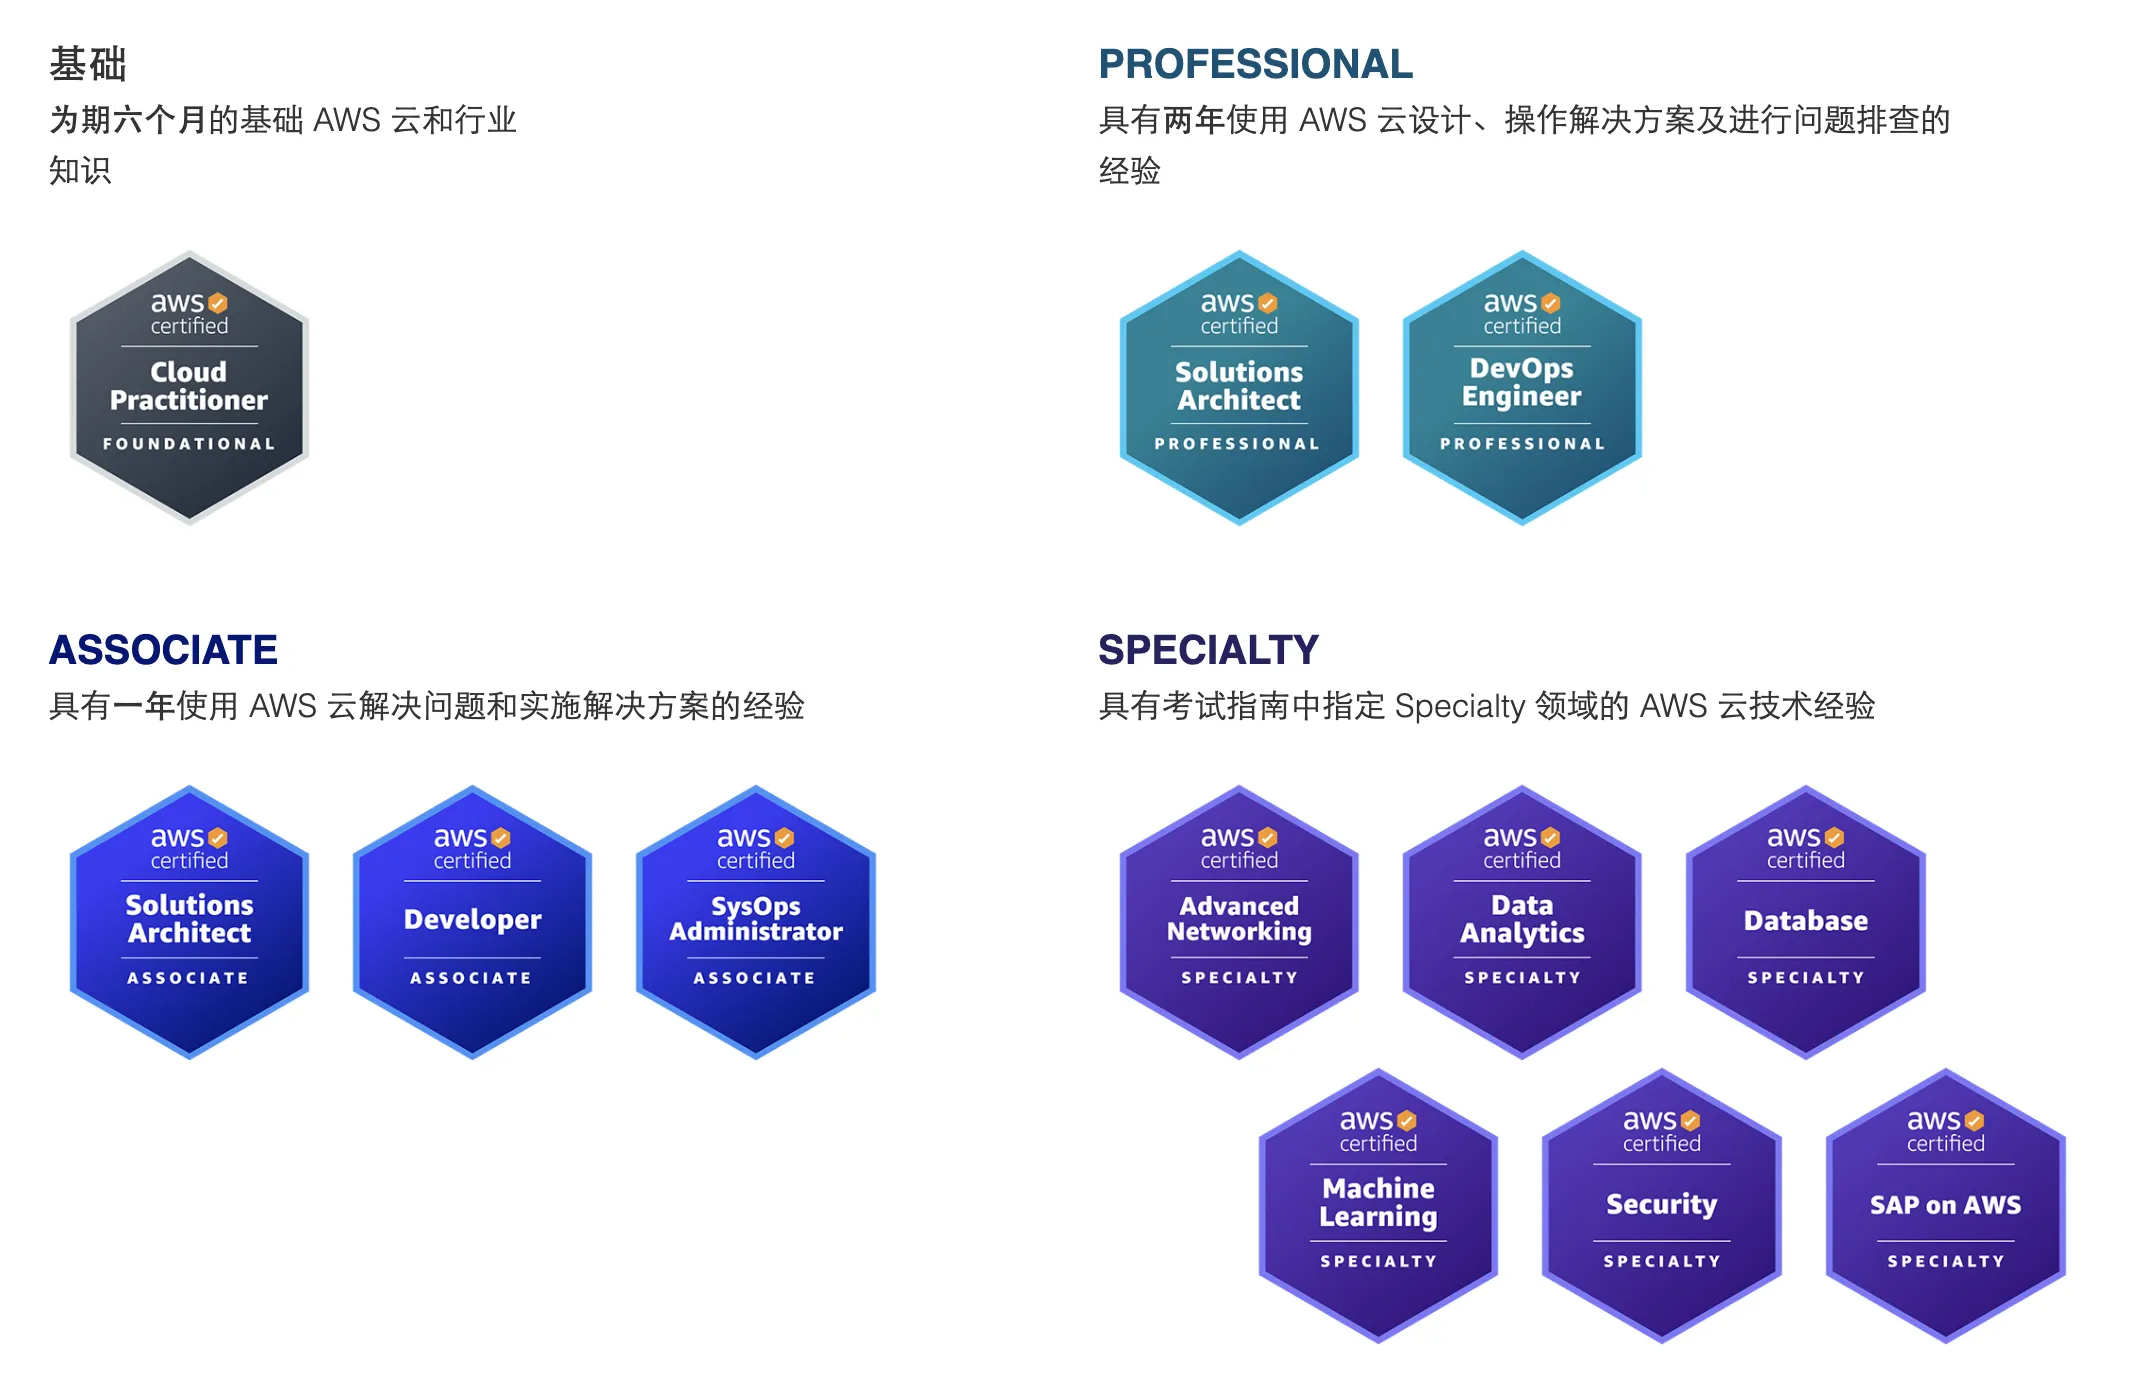 基础
为期六个月的基础 AWS 云和行业
知识
aws
certified
Cloud
Practitioner
FOUNDATIONAL
PROFESSIONAL
具有两年使用 AWS 云设计、操作解决方案及进行问题排查的
经验
aws
certified
Solutions
Architect
PROFESSIONAL
aws
certified
DevOps
Engineer
PROFESSIONAL
ASSOCIATE
具有一年使用 AWS 云解决问题和实施解决方案的经验
aws
certified
Solutions
Architect
ASSOCIATE
aws
certified
Developer
ASSOCIATE
aws
certified
SysOps
Administrator
ASSOCIATE
SPECIALTY
具有考试指南中指定 Specialty 领域的 AWS 云技术经验
aws
certified
Advanced
Networking
SPECIALTY
aws
certified
Data
Analytics
SPECIALTY
aws
certified
Database
SPECIALTY
aws
certified
Machine
Learning
SPECIALTY
aws
certified
Security
SPECIALTY
aws
certified
SAP on AWS
SPECIALTY